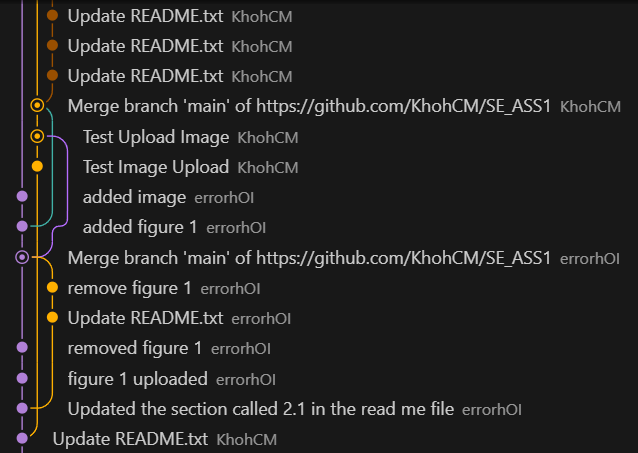 Update README.txt KhohCM
Update README.txt KhohCM
Update README.txt KhohCM
Merge branch 'main' of https://github.com/KhohCM/SE_ASS1 KhohCM
Test Upload Image KhohCM
Test Image Upload KhohCM
added image errorhOI
added figure 1 errorhOI
Merge branch 'main' of https://github.com/KhohCM/SE_ASS1 errorhOI
remove figure 1 errorhOI
Update README.txt errorhOI
removed figure 1 errorhOI
figure 1 uploaded errorhOI
Updated the section called 2.1 in the read me file errorhOI
Update README.txt KhohCM